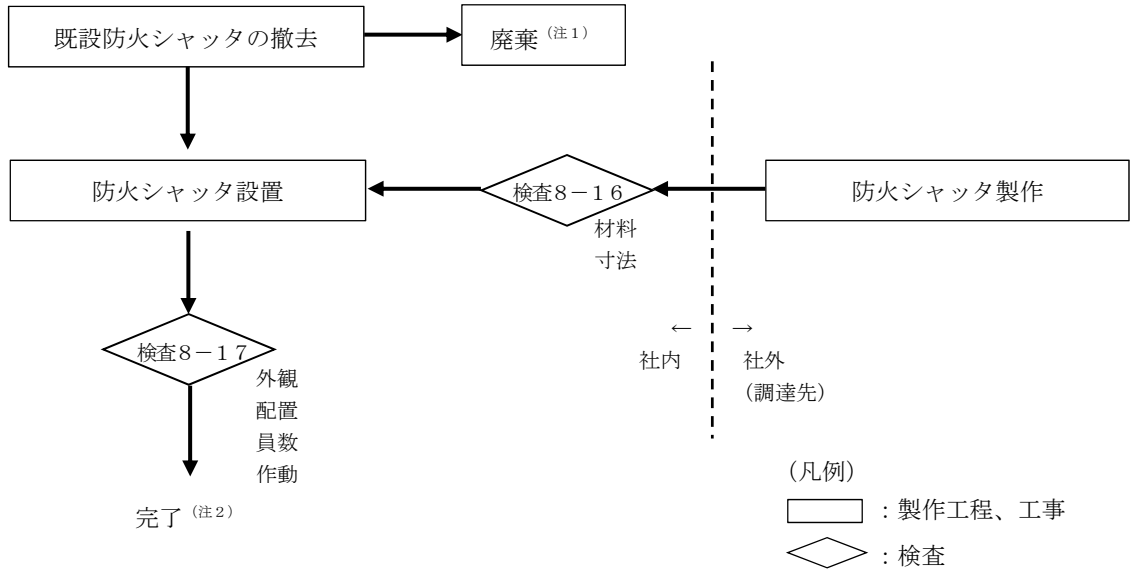 既設防火シャッタの撤去
廃棄（注１）
防火シャッタ設置
検査８－１６
材料
寸法
防火シャッタ製作
検査８－１７
外観
配置
員数
作動
← →
社内 社外
(調達先)
完了（注２）
(凡例)
：製作工程、工事
：検査